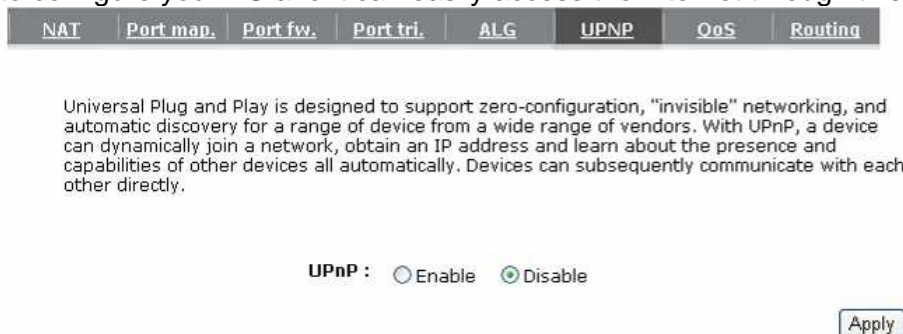 NAT Port map. Port fw. Port tri. ALG UPNP QoS Routing
Universal Plug and Play is designed to support zero-configuration, "invisible" networking, and
automatic discovery for a range of device from a wide range of vendors. With UPnP, a device
can dynamically join a network, obtain an IP address and learn about the presence and
capabilities of other devices all automatically. Devices can subsequently communicate with each
other directly.
UPnP : Enable Disable
Apply